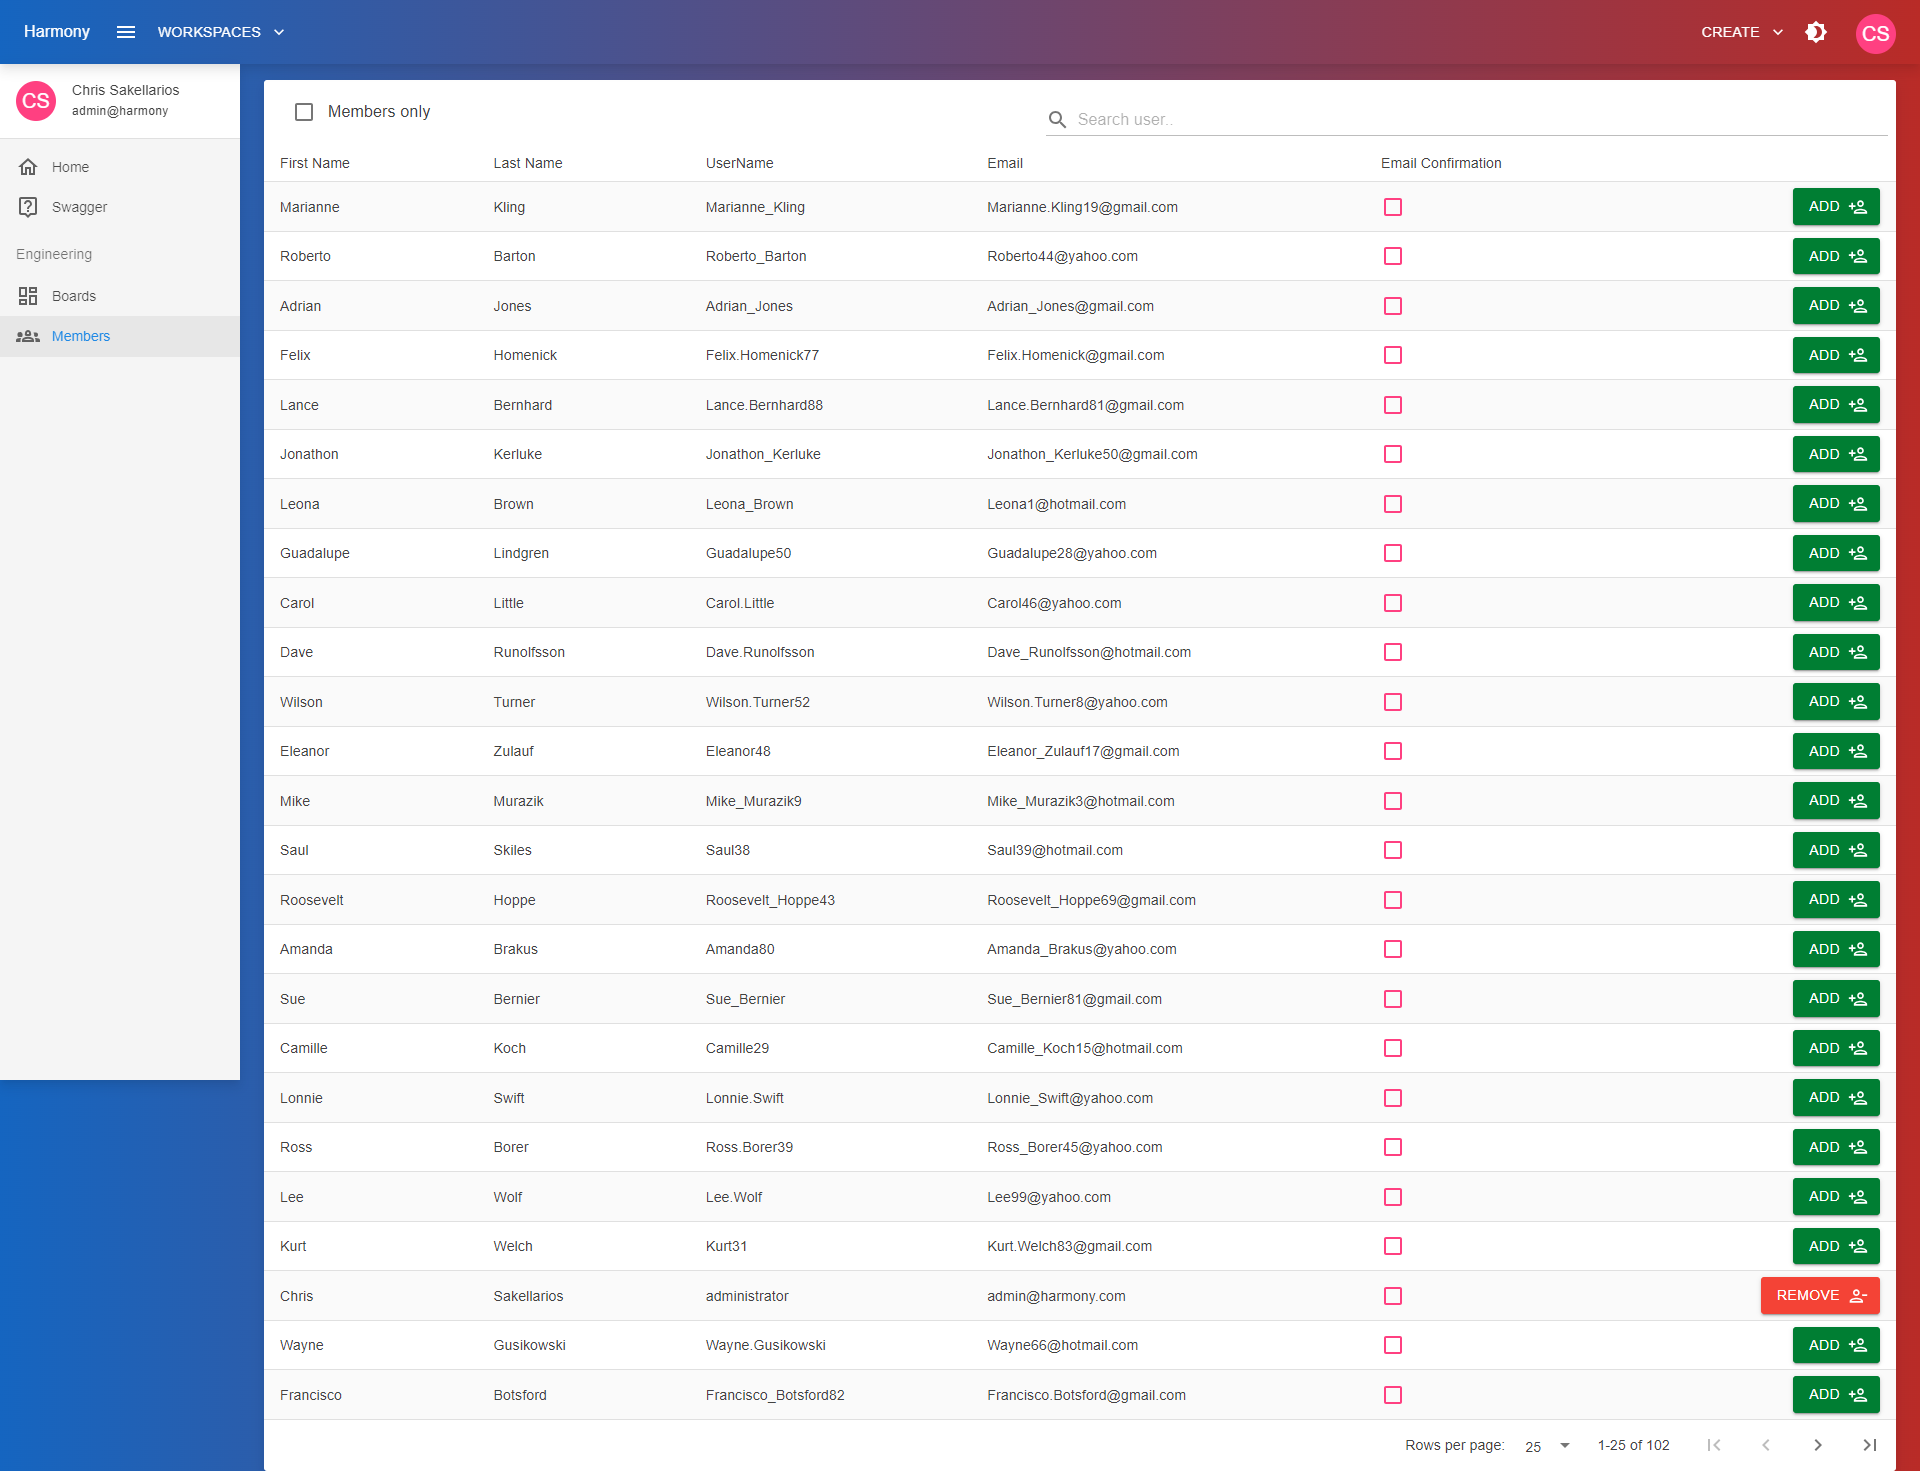 Harmony WORKSPACES CREATE CS
CS Chris Sakellarios
admin@harmony
Home
Swagger
Engineering
Boards
Members
Members only Search user..
First Name Last Name UserName Email Email Confirmation
Marianne Kling Marianne_Kling Marianne.Kling19@gmail.com ADD
Roberto Barton Roberto_Barton Roberto44@yahoo.com ADD
Adrian Jones Adrian_Jones Adrian_Jones@gmail.com ADD
Felix Homenick Felix.Homenick77 Felix.Homenick@gmail.com ADD
Lance Bernhard Lance.Bernhard88 Lance.Bernhard81@gmail.com ADD
Jonathon Kerluke Jonathon_Kerluke Jonathon_Kerluke50@gmail.com ADD
Leona Brown Leona_Brown Leona1@hotmail.com ADD
Guadalupe Lindgren Guadalupe50 Guadalupe28@yahoo.com ADD
Carol Little Carol.Little Carol46@yahoo.com ADD
Dave Runolfsson Dave.Runolfsson Dave_Runolfsson@hotmail.com ADD
Wilson Turner Wilson.Turner52 Wilson.Turner8@yahoo.com ADD
Eleanor Zulauf Eleanor48 Eleanor_Zulauf17@gmail.com ADD
Mike Murazik Mike_Murazik9 Mike_Murazik3@hotmail.com ADD
Saul Skiles Saul38 Saul39@hotmail.com ADD
Roosevelt Hoppe Roosevelt_Hoppe43 Roosevelt_Hoppe69@gmail.com ADD
Amanda Brakus Amanda80 Amanda_Brakus@yahoo.com ADD
Sue Bernier Sue_Bernier Sue_Bernier81@gmail.com ADD
Camille Koch Camille29 Camille_Koch15@hotmail.com ADD
Lonnie Swift Lonnie.Swift Lonnie_Swift@yahoo.com ADD
Ross Borer Ross.Borer39 Ross_Borer45@yahoo.com ADD
Lee Wolf Lee.Wolf Lee99@yahoo.com ADD
Kurt Welch Kurt31 Kurt.Welch83@gmail.com ADD
Chris Sakellarios administrator admin@harmony.com REMOVE
Wayne Gusikowski Wayne.Gusikowski Wayne66@hotmail.com ADD
Francisco Botsford Francisco_Botsford82 Francisco.Botsford@gmail.com ADD
Rows per page: 25 1-25 of 102